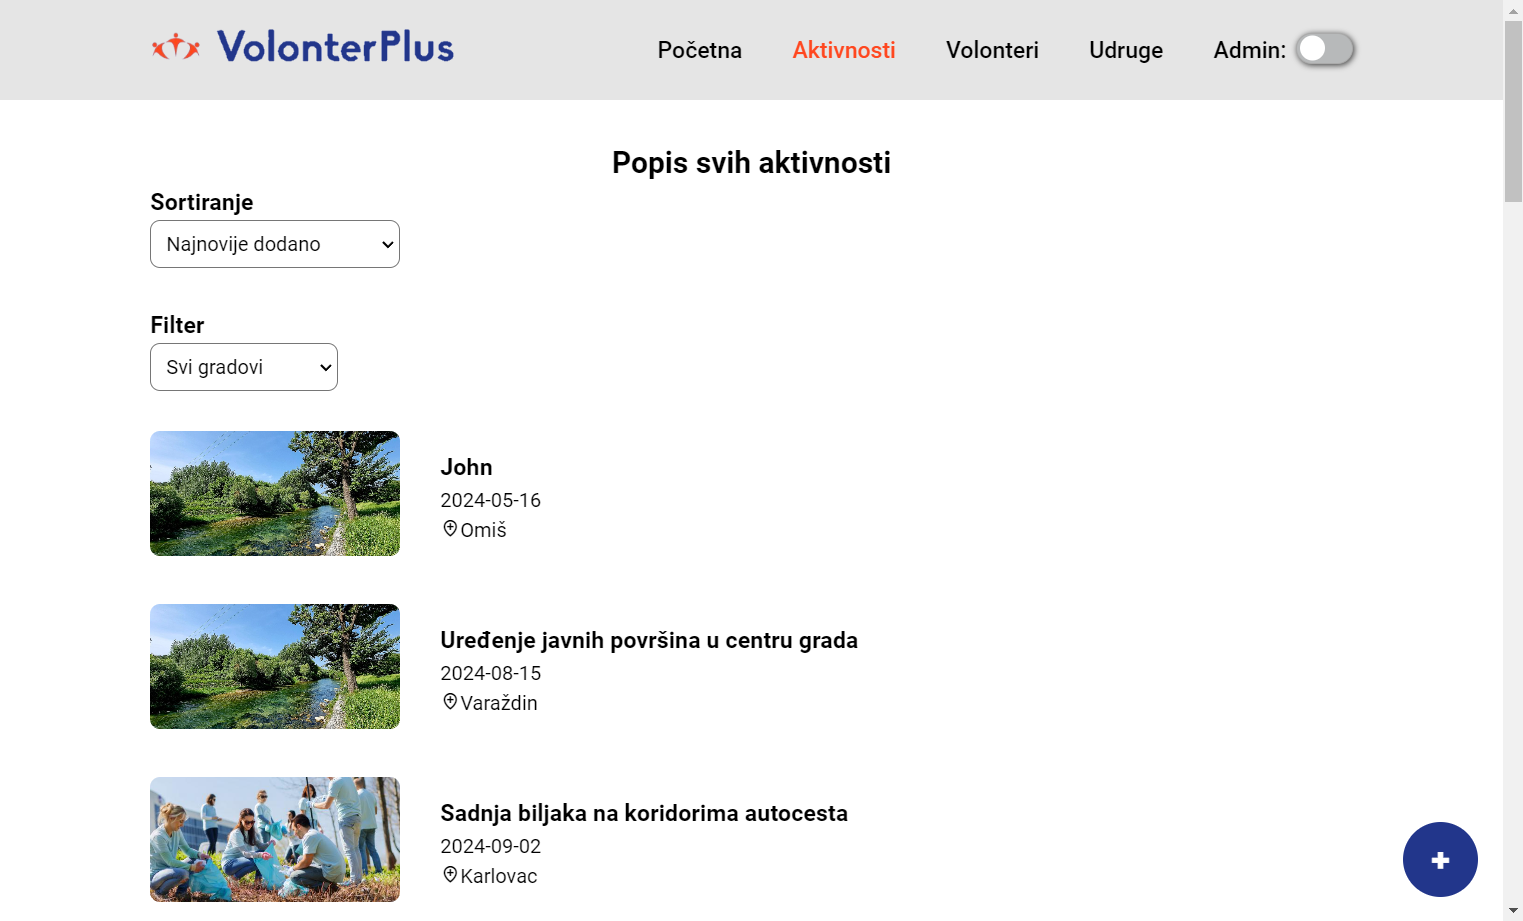 VolonterPlus
Početna
Aktivnosti
Volonteri
Udruge
Admin:
Popis svih aktivnosti
Sortiranje
Najnovije dodano
Filter
Svi gradovi
John
2024-05-16
Omiš
Uređenje javnih površina u centru grada
2024-08-15
Varaždin
Sadnja biljaka na koridorima autocesta
2024-09-02
Karlovac